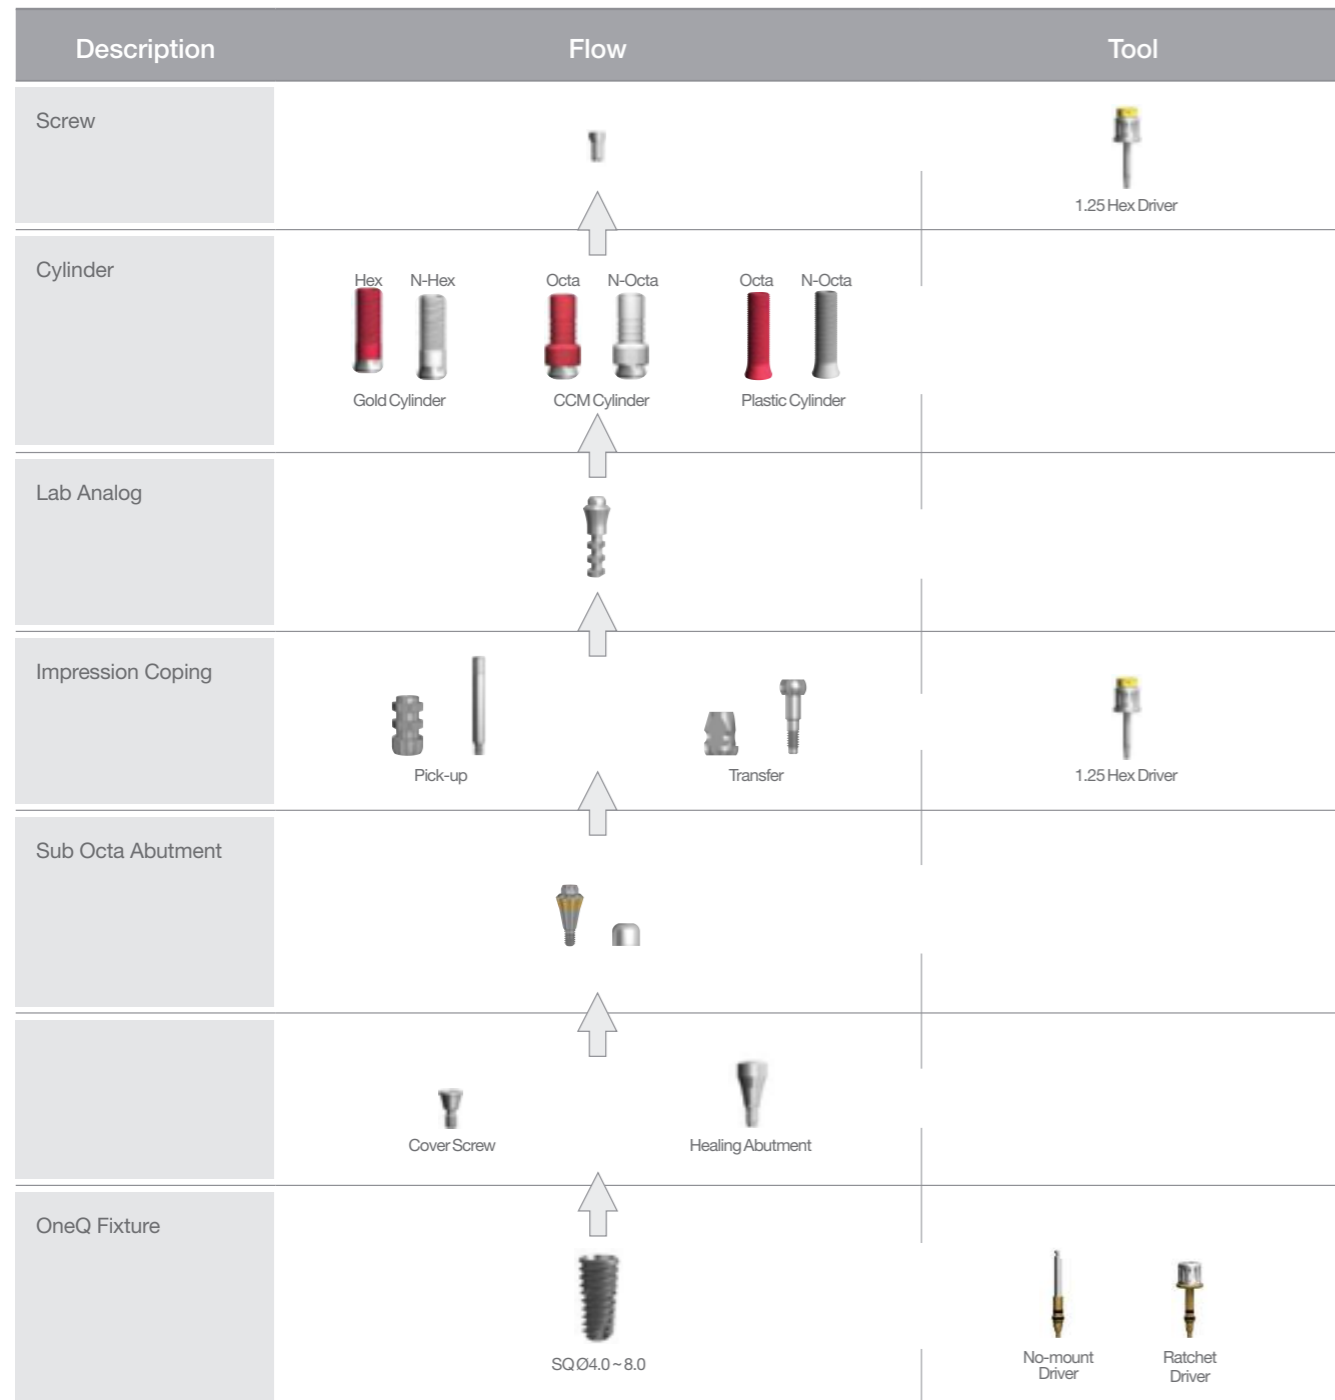 Description Flow Tool
Screw
1.25 Hex Driver
Cylinder
Hex N-Hex Octa N-Octa Octa N-Octa
Gold Cylinder CCM Cylinder Plastic Cylinder
Lab Analog
Impression Coping
Pick-up Transfer 1.25 Hex Driver
Sub Octa Abutment
Cover Screw Healing Abutment
OneQ Fixture
SQ Ø4.0 ~ 8.0
No-mount Driver
Ratchet Driver